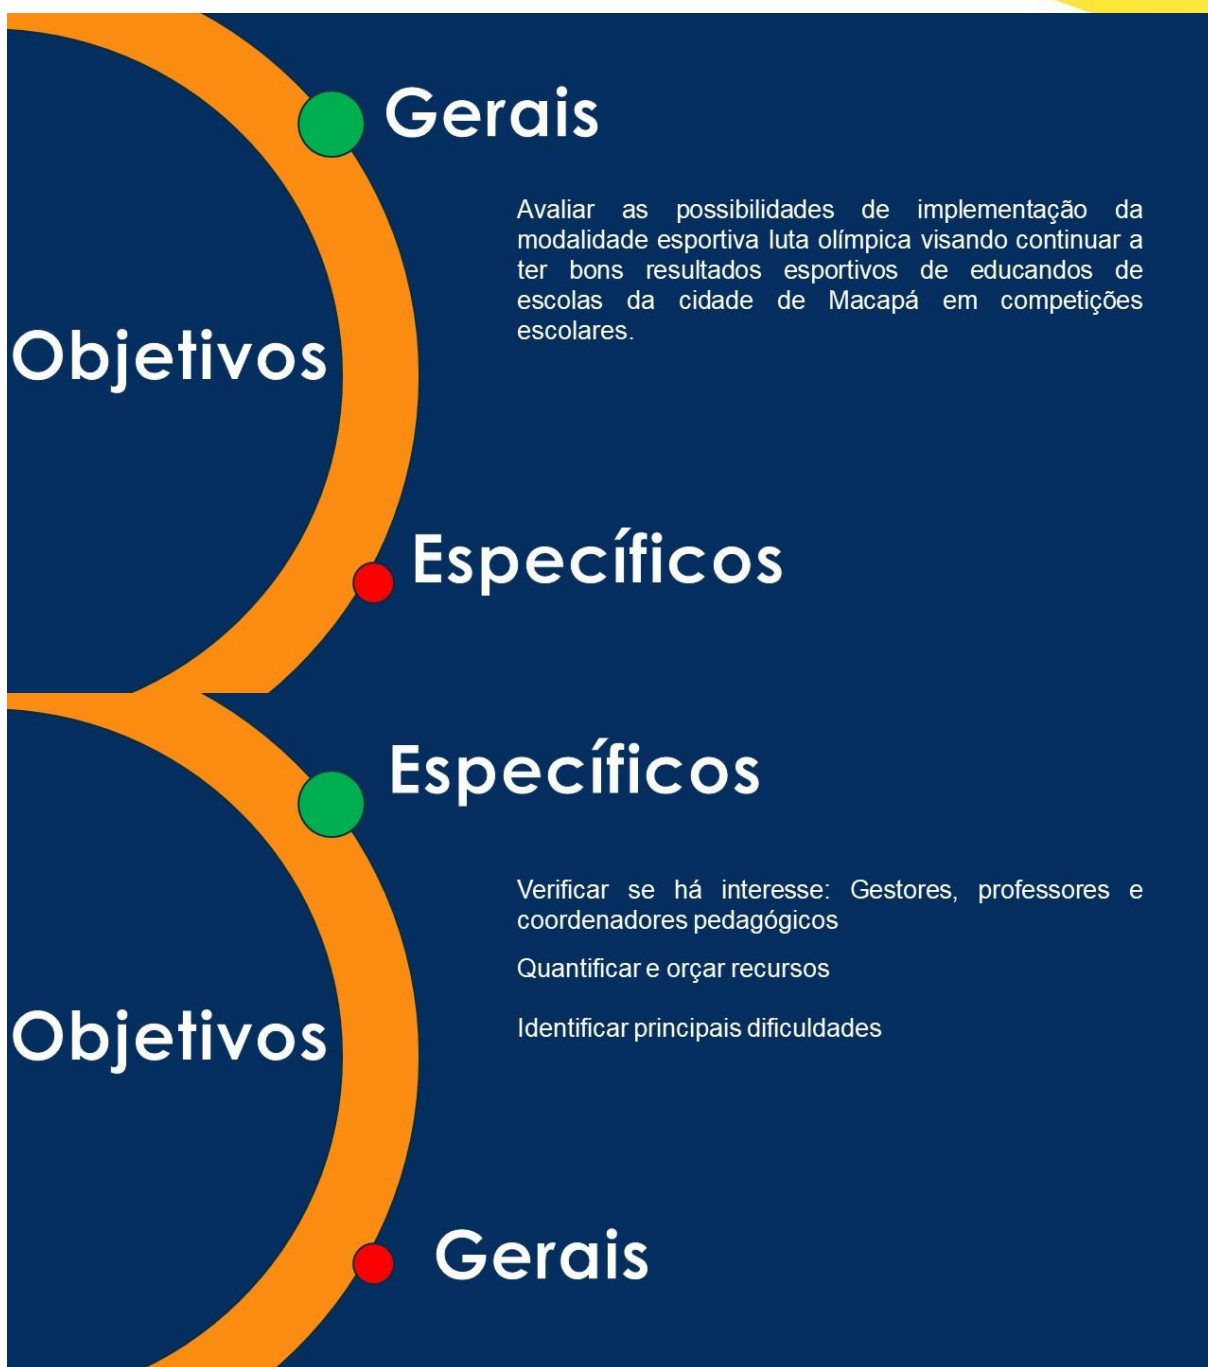 Gerais
Avaliar as possibilidades de implementação da
modalidade esportiva luta olímpica visando continuar a
ter bons resultados esportivos de educandos de
escolas da cidade de Macapá em competições
escolares.
Objetivos
Específicos
Específicos
Verificar se há interesse: Gestores, professores e
coordenadores pedagógicos
Quantificar e orçar recursos
Identificar principais dificuldades
Objetivos
Gerais